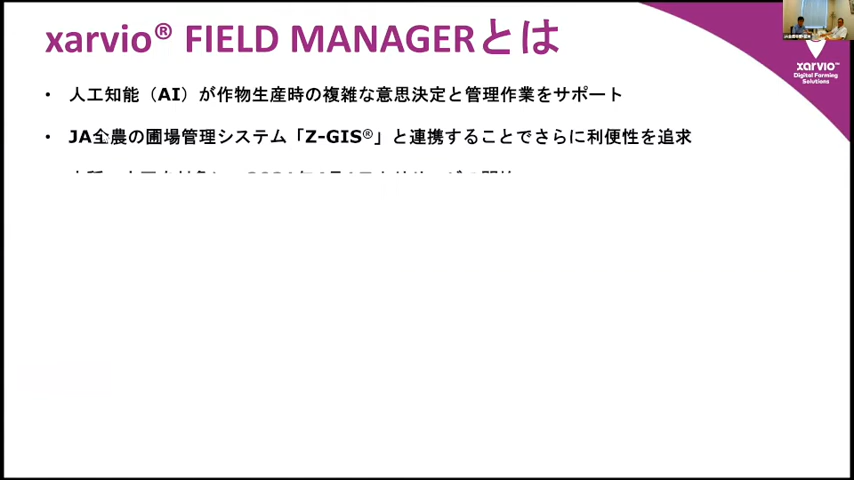 xarvio® FIELD MANAGERとは
• 人工知能（AI）が作物生産時の複雑な意思決定と管理作業をサポート
• JA全農の圃場管理システム「Z-GIS®」と連携することでさらに利便性を追求
xarvio™
Digital Farming
Solutions